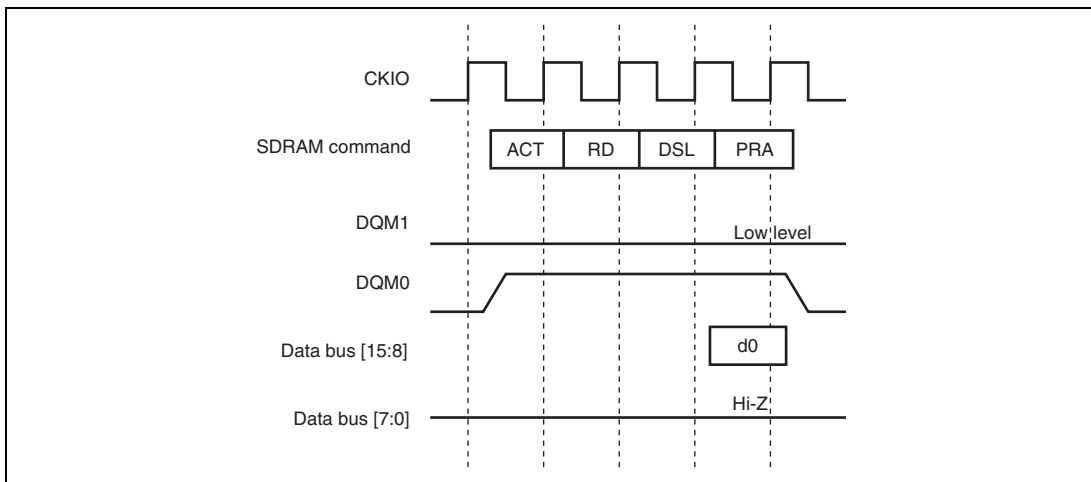 CKIO
SDRAM command ACT RD DSL PRA
DQM1 Low level
DQM0
Data bus [15:8] d0
Data bus [7:0] Hi-Z